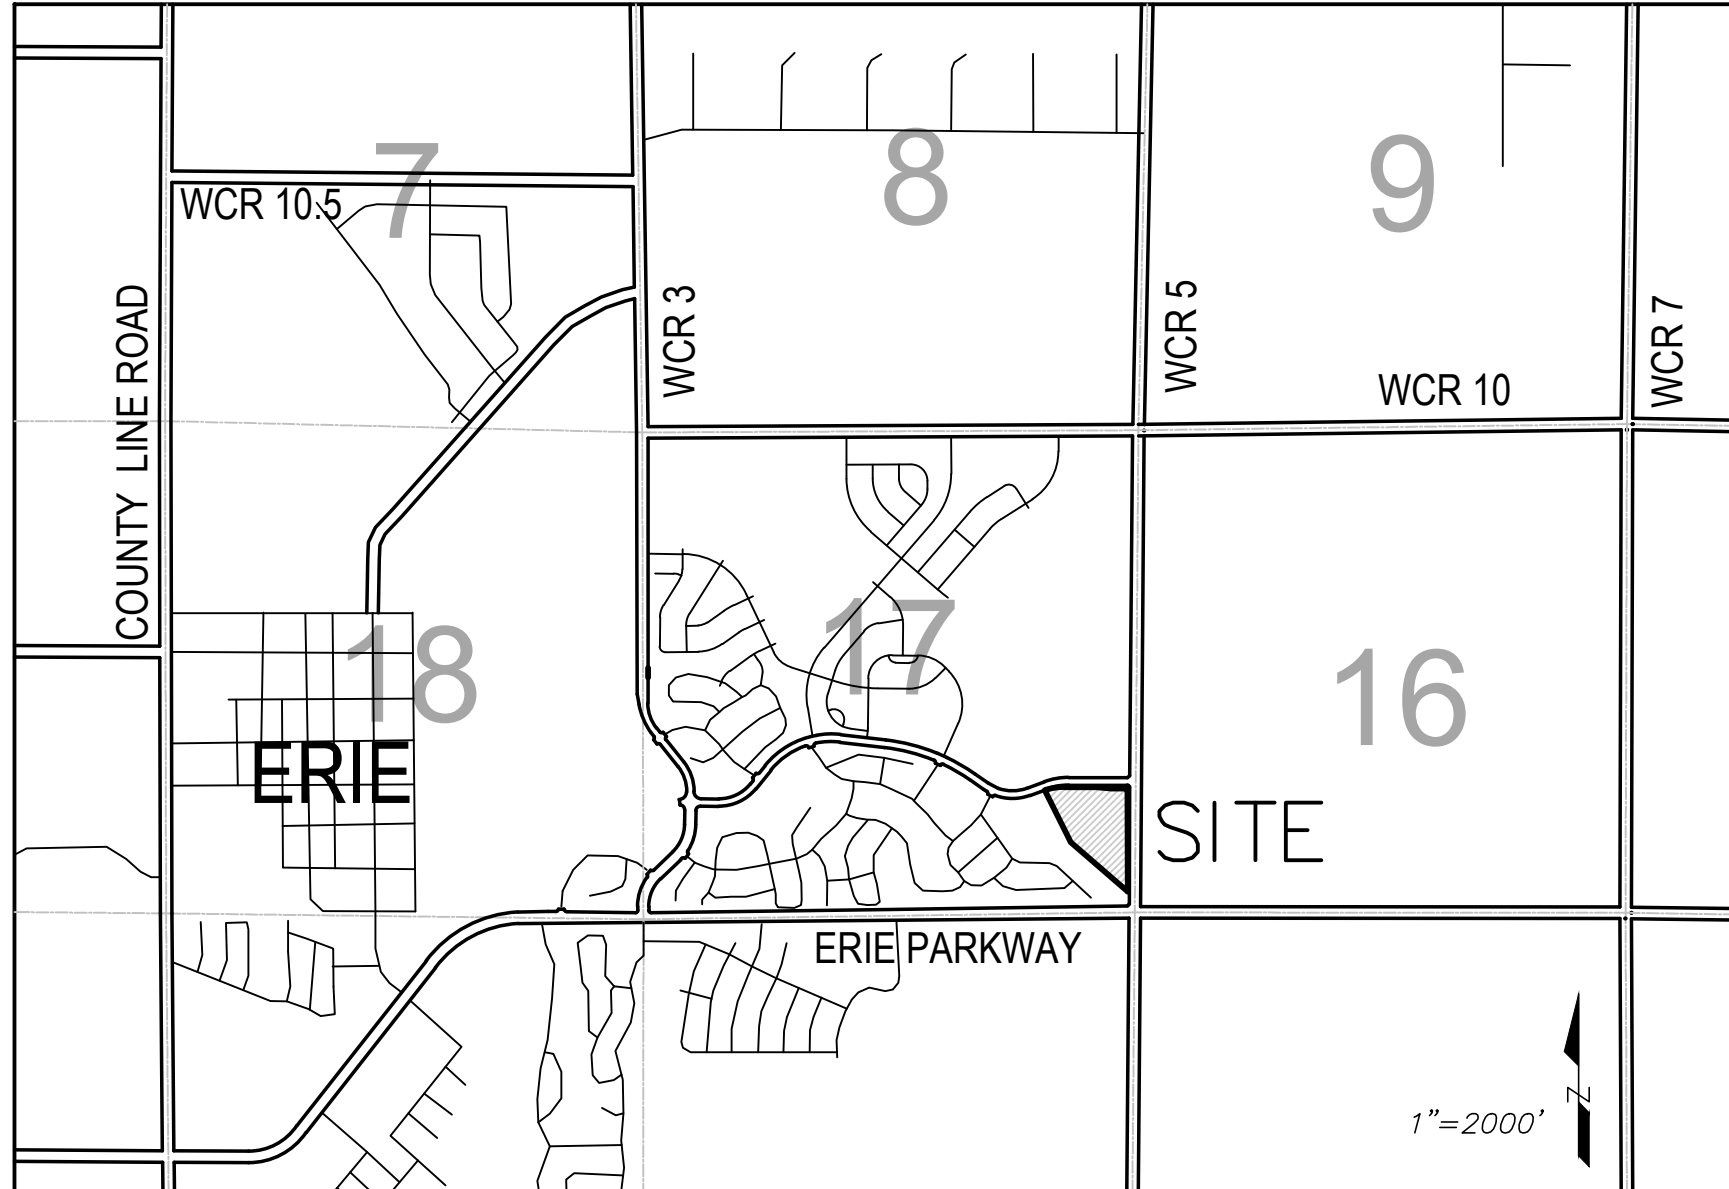 7
8
9
WCR 10.5
COUNTY LINE ROAD
WCR 3
WCR 5
WCR 7
WCR 10
18
17
16
ERIE
SITE
ERIE PARKWAY
1"=2000'
N